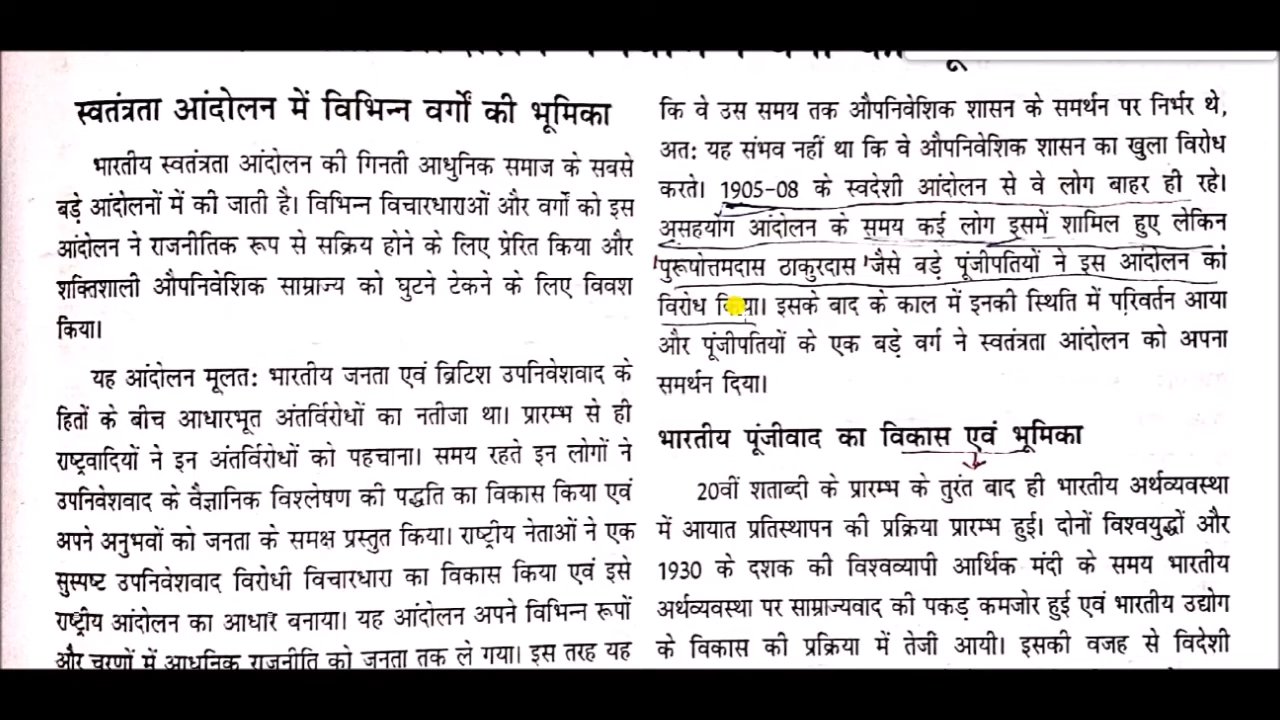 स्वतंत्रता आंदोलन में विभिन्न वर्गों की भूमिका
भारतीय स्वतंत्रता आंदोलन की गिनती आधुनिक समाज के सबसे
बड़े आंदोलनों में की जाती है। विभिन्न विचारधाराओं और वर्गों को इस
आंदोलन ने राजनीतिक रूप से सक्रिय होने के लिए प्रेरित किया और
शक्तिशाली औपनिवेशिक साम्राज्य को घुटने टेकने के लिए विवश
किया।
यह आंदोलन मूलत: भारतीय जनता एवं ब्रिटिश उपनिवेशवाद के
हितों के बीच आधारभूत अंतर्विरोधों का नतीजा था। प्रारम्भ से ही
राष्ट्रवादियों ने इन अंतर्विरोधों को पहचाना। समय रहते इन लोगों ने
उपनिवेशवाद के वैज्ञानिक विश्लेषण की पद्धति का विकास किया एवं
अपने अनुभवों को जनता के समक्ष प्रस्तुत किया। राष्ट्रीय नेताओं ने एक
सुस्पष्ट उपनिवेशवाद विरोधी विचारधारा का विकास किया एवं इसे
राष्ट्रीय आंदोलन का आधार बनाया। यह आंदोलन अपने विभिन्न रूपों
और चरणों में आधुनिक राजनीति को जनता तक ले गया। इस तरह यह
कि वे उस समय तक औपनिवेशिक शासन के समर्थन पर निर्भर थे,
अत: यह संभव नहीं था कि वे औपनिवेशिक शासन का खुला विरोध
करते। 1905-08 के स्वदेशी आंदोलन से वे लोग बाहर ही रहे।
असहयोग आंदोलन के समय कई लोग इसमें शामिल हुए लेकिन
पुरूषोत्तमदास ठाकुरदास जैसे बड़े पूंजीपतियों ने इस आंदोलन का
विरोध किया। इसके बाद के काल में इनकी स्थिति में परिवर्तन आया
और पूंजीपतियों के एक बड़े वर्ग ने स्वतंत्रता आंदोलन को अपना
समर्थन दिया।
भारतीय पूंजीवाद का विकास एवं भूमिका
20वीं शताब्दी के प्रारम्भ के तुरंत बाद ही भारतीय अर्थव्यवस्था
में आयात प्रतिस्थापन की प्रक्रिया प्रारम्भ हुई। दोनों विश्वयुद्धों और
1930 के दशक की विश्वव्यापी आर्थिक मंदी के समय भारतीय
अर्थव्यवस्था पर साम्राज्यवाद की पकड़ कमजोर हुई एवं भारतीय उद्योग
के विकास की प्रक्रिया में तेजी आयी। इसकी वजह से विदेशी